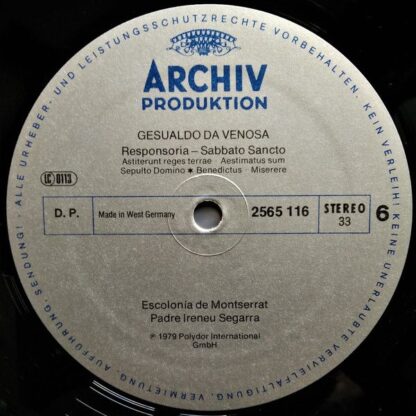 ALLE URHEBER- UND LEISTUNGSSCHUTZRECHTE VORBEHALTEN. KEIN VERLEIH! KEINE UNERLAUBTE VERVIELFÄLTIGUNG, AUFFÜHRUNG, SENDUNG!
ARCHIV
PRODUKTION
GESUALDO DA VENOSA
Responsoria – Sabbato Sancto
Astiterunt reges terrae · Aestimatus sum
Sepulto Domino ✱ Benedictus · Miserere
LC 0113
D. P.
Made in West Germany
2565 116
STEREO
33
6
Escolonía de Montserrat
Padre Ireneu Segarra
℗ 1979 Polydor International
GmbH